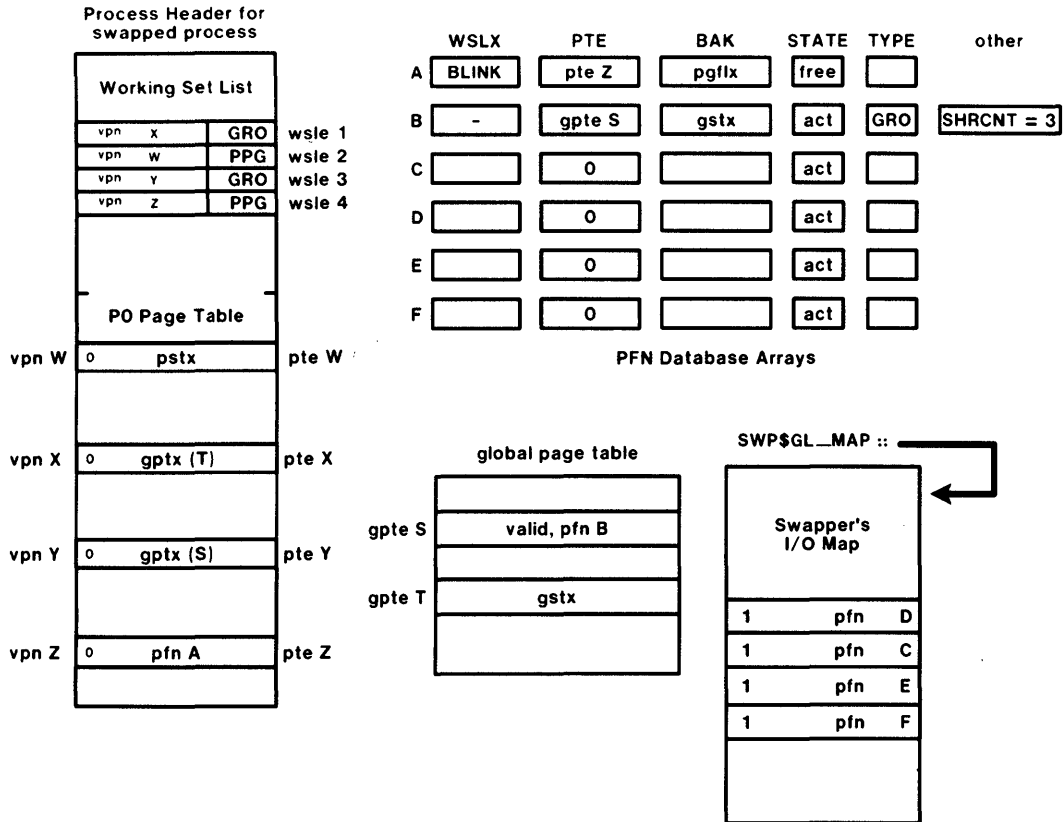 Process Header for
swapped process
Working Set List
vpn X GRO wsle 1
vpn W PPG wsle 2
vpn Y GRO wsle 3
vpn Z PPG wsle 4
P0 Page Table
vpn W 0 pstx pte W
vpn X 0 gptx (T) pte X
vpn Y 0 gptx (S) pte Y
vpn Z 0 pfn A pte Z
WSLX PTE BAK STATE TYPE other
A BLINK pte Z pgflx free
B - gpte S gstx act GRO SHRCNT = 3
C 0 act
D 0 act
E 0 act
F 0 act
PFN Database Arrays
global page table
gpte S valid, pfn B
gpte T gstx
SWP$GL_MAP ::
Swapper's
I/O Map
1 pfn D
1 pfn C
1 pfn E
1 pfn F